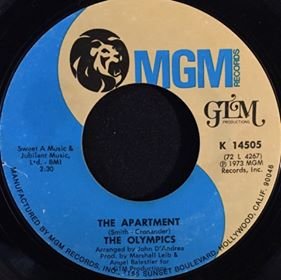 MGM
RECORDS
GTM
PRODUCTIONS
K 14505
(72 L 4267)
℗ 1973 MGM
Records, Inc.
Sweet A Music &
Jubilant Music,
Ltd. - BMI
2:30
THE APARTMENT
(Smith - Cronander)
THE OLYMPICS
Arranged by John D'Andrea
Prod. by Marshall Leib &
Angel Balestier for
GTM Productions
MANUFACTURED BY MGM RECORDS, INC. - 7165 SUNSET BOULEVARD, HOLLYWOOD, CALIF. 90046